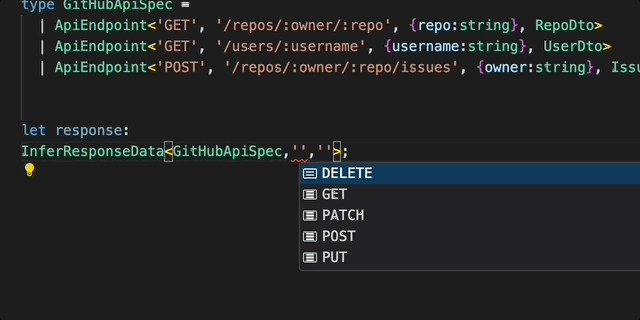 type GitHubApiSpec =
| ApiEndpoint<'GET', '/repos/:owner/:repo', {repo:string}, RepoDto>
| ApiEndpoint<'GET', '/users/:username', {username:string}, UserDto>
| ApiEndpoint<'POST', '/repos/:owner/:repo/issues', {owner:string}, Issu
let response:
InferResponseData<GitHubApiSpec,'',''>;
DELETE
GET
PATCH
POST
PUT